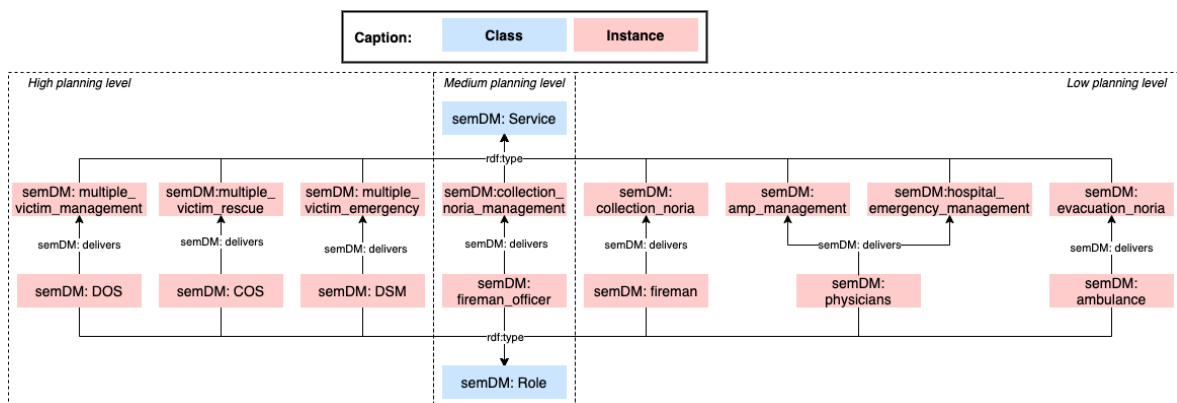 Caption:
Class
Instance
High planning level
Medium planning level
Low planning level
semDM: Service
rdf:type
semDM: multiple_
victim_management
semDM:multiple_
victim_rescue
semDM: multiple_
victim_emergency
semDM:collection_
noria_management
semDM:
collection_noria
semDM:
amp_management
semDM:hospital_
emergency_management
semDM:
evacuation_noria
semDM: delivers
semDM: delivers
semDM: delivers
semDM: delivers
semDM: delivers
semDM: delivers
semDM: delivers
semDM: DOS
semDM: COS
semDM: DSM
semDM:
fireman_officer
semDM: fireman
semDM:
physicians
semDM:
ambulance
rdf:type
semDM: Role